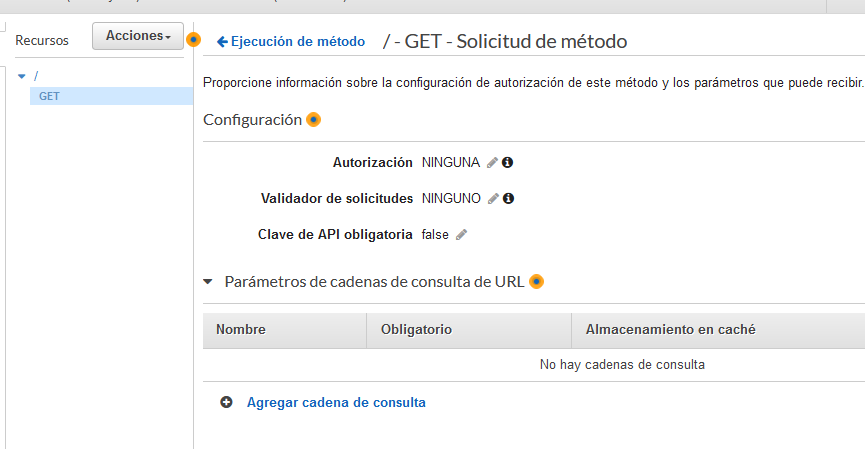 Recursos
Acciones
Ejecución de método
/ - GET - Solicitud de método
/
GET
Proporcione información sobre la configuración de autorización de este método y los parámetros que puede recibir.
Configuración
Autorización NINGUNA
Validador de solicitudes NINGUNO
Clave de API obligatoria false
Parámetros de cadenas de consulta de URL
Nombre Obligatorio Almacenamiento en caché
No hay cadenas de consulta
Agregar cadena de consulta